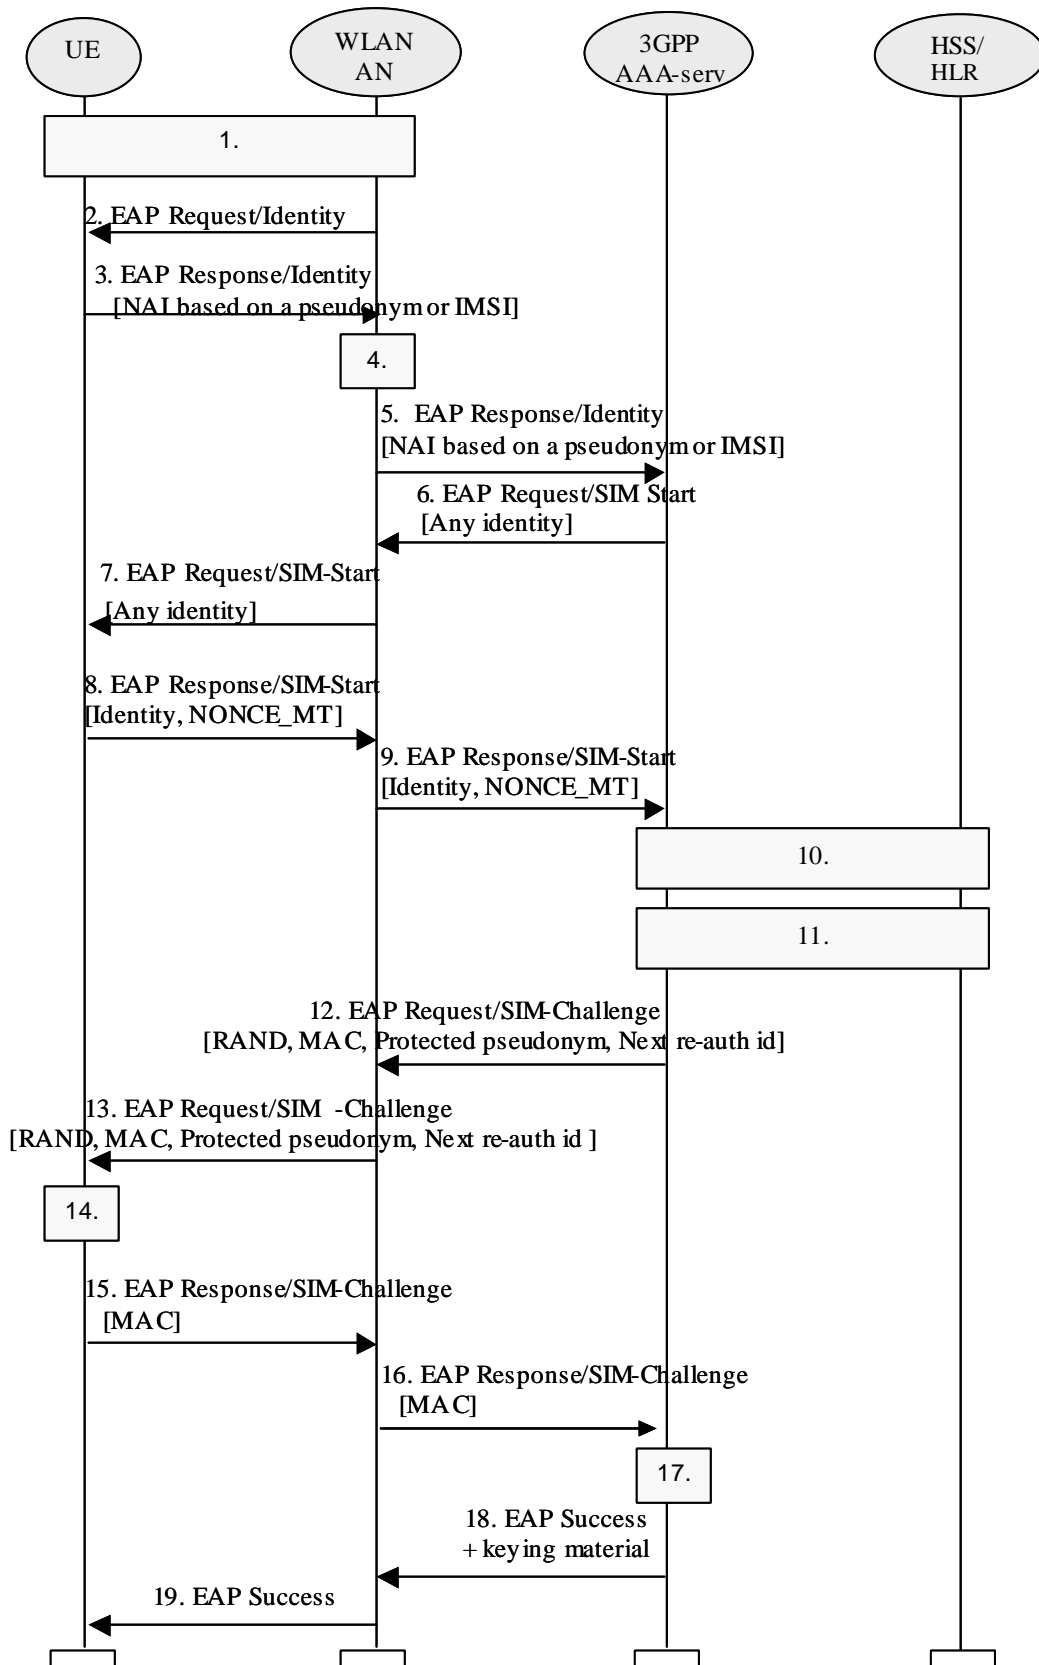 UE
WLAN
AN
3GPP
AAA-serv
HSS/
HLR
1.
2. EAP Request/Identity
3. EAP Response/Identity
[NAI based on a pseudonym or IMSI]
4.
5. EAP Response/Identity
[NAI based on a pseudonym or IMSI]
6. EAP Request/SIM Start
[Any identity]
7. EAP Request/SIM-Start
[Any identity]
8. EAP Response/SIM-Start
[Identity, NONCE_MT]
9. EAP Response/SIM-Start
[Identity, NONCE_MT]
10.
11.
12. EAP Request/SIM-Challenge
[RAND, MAC, Protected pseudonym, Next re-auth id]
13. EAP Request/SIM -Challenge
[RAND, MAC, Protected pseudonym, Next re-auth id ]
14.
15. EAP Response/SIM-Challenge
[MAC]
16. EAP Response/SIM-Challenge
[MAC]
17.
18. EAP Success
+ keying material
19. EAP Success